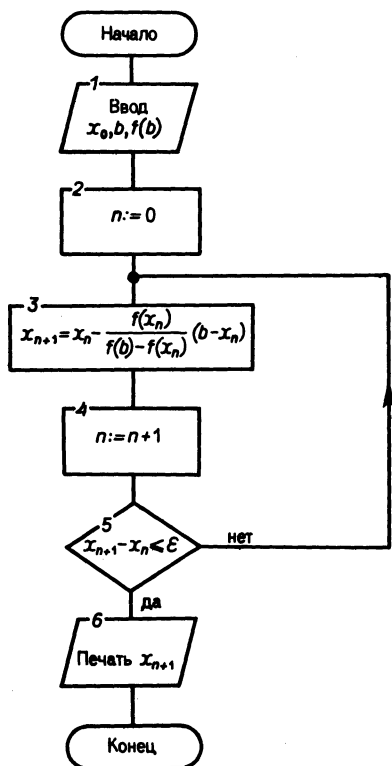 Начало
1
Ввод
x₀, b, f(b)
2
n := 0
3
xₙ₊₁ = xₙ - f(xₙ) / (f(b) - f(xₙ)) (b - xₙ)
4
n := n + 1
5
xₙ₊₁ - xₙ ⩽ ℰ
нет
да
6
Печать xₙ₊₁
Конец